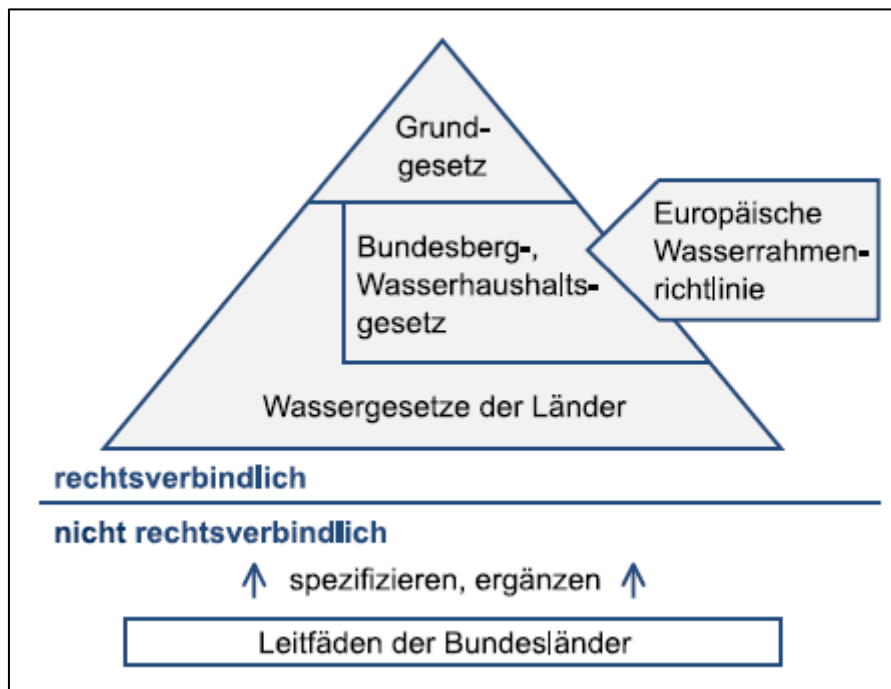 Grund-
gesetz
Bundesberg-,
Wasserhaushalts-
gesetz
Europäische
Wasserrahmen-
richtlinie
Wassergesetze der Länder
rechtsverbindlich
nicht rechtsverbindlich
spezifizieren, ergänzen
Leitfäden der Bundesländer